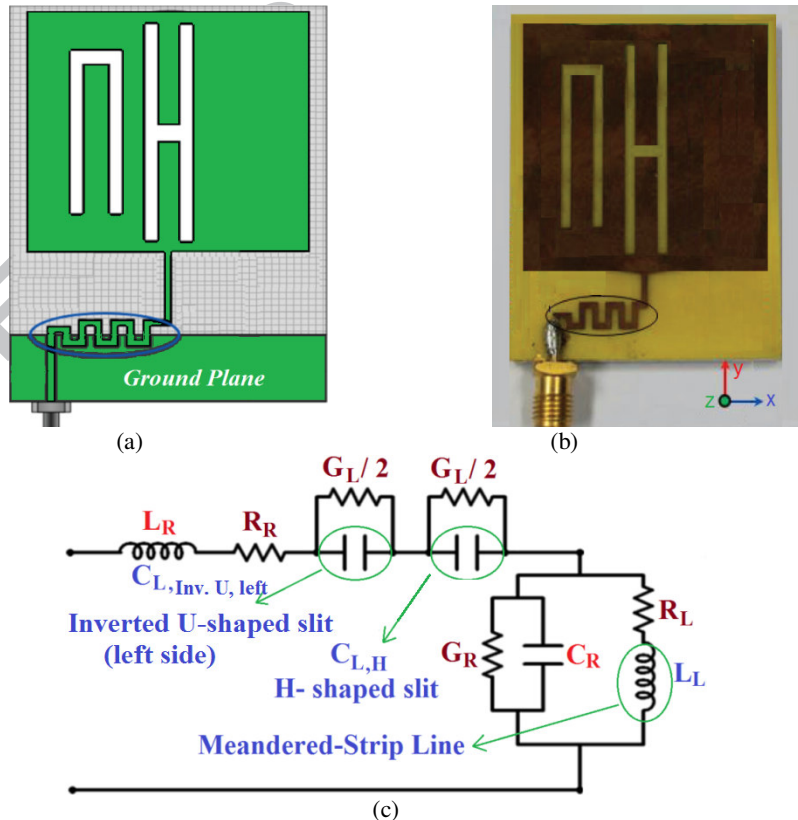 Ground Plane
(a)
y
z
x
(b)
G_L / 2
G_L / 2
L_R
R_R
C_L,Inv. U, left
Inverted U-shaped slit
(left side)
C_L,H
H- shaped slit
G_R
C_R
R_L
L_L
Meandered-Strip Line
(c)